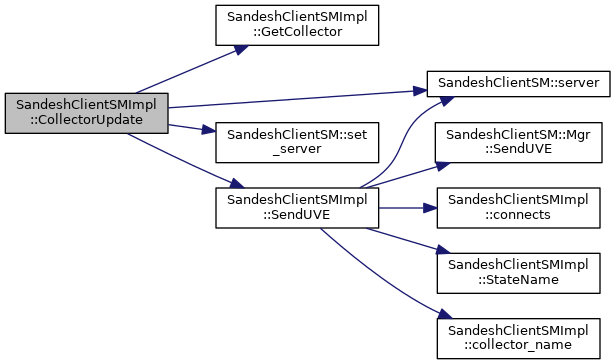 SandeshClientSMImpl
::GetCollector
SandeshClientSM::server
SandeshClientSMImpl
::CollectorUpdate
SandeshClientSM::set
_server
SandeshClientSM::Mgr
::SendUVE
SandeshClientSMImpl
::SendUVE
SandeshClientSMImpl
::connects
SandeshClientSMImpl
::StateName
SandeshClientSMImpl
::collector_name